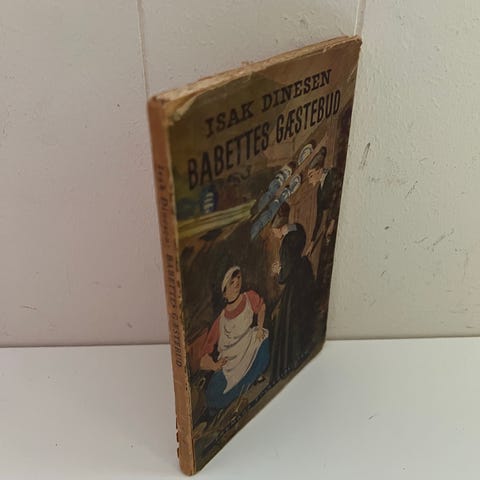 ISAK DINESEN
BABETTES GÆSTEBUD
Isak Dinesen BABETTES GÆSTEBUD